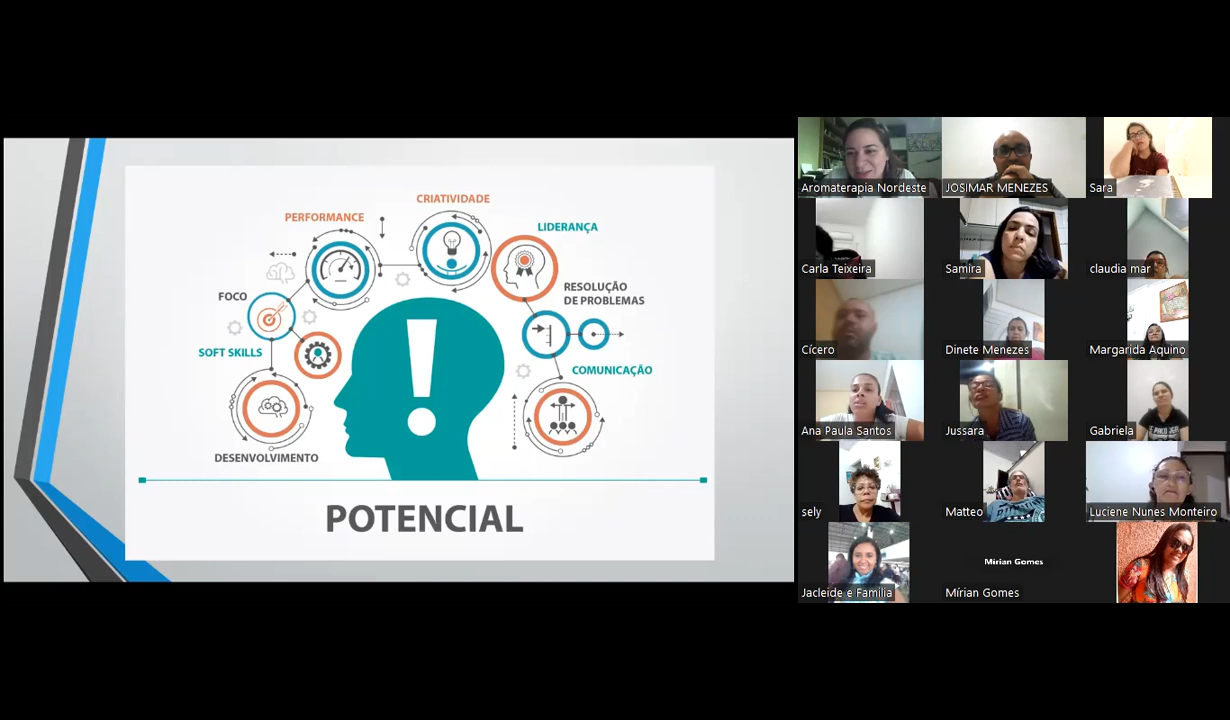 CRIATIVIDADE
PERFORMANCE
LIDERANÇA
FOCO
RESOLUÇÃO
DE PROBLEMAS
SOFT SKILLS
COMUNICAÇÃO
DESENVOLVIMENTO
POTENCIAL
Aromaterapia Nordeste
JOSIMAR MENEZES
Sara
Carla Teixeira
Samira
claudia mar
Cícero
Dinete Menezes
Margarida Aquino
Ana Paula Santos
Jussara
Gabriela
sely
Matteo
Luciene Nunes Monteiro
Jacleide e Família
Mírian Gomes
Mírian Gomes